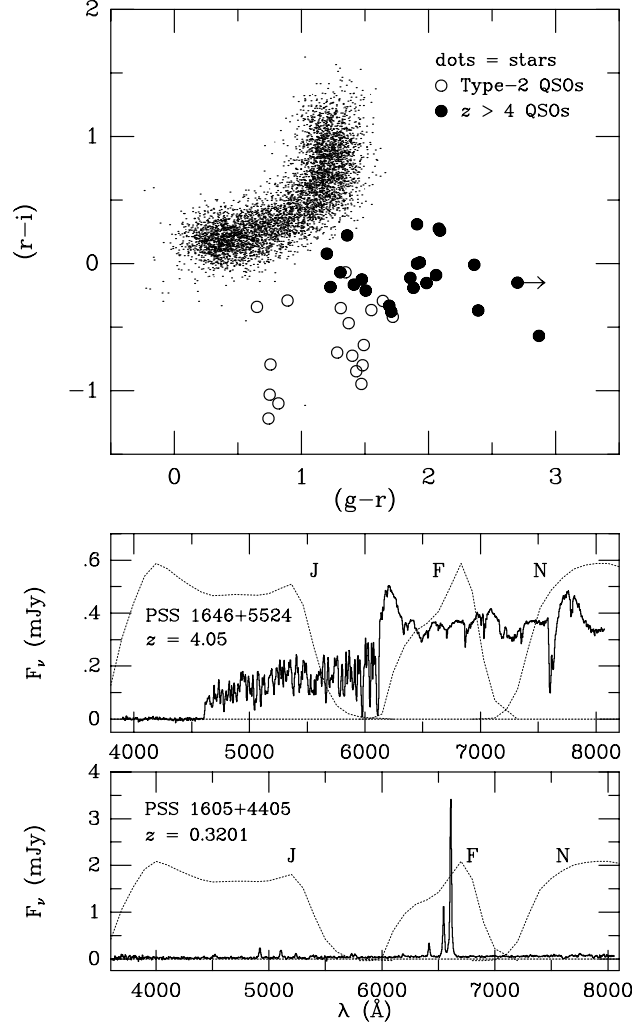 2
dots = stars
Type-2 QSOs
z > 4 QSOs
1
(r-i)
0
-1
0 1 2 3
(g-r)
.6
J F N
PSS 1646+5524
z = 4.05
.4
Fν (mJy)
.2
0
4000 5000 6000 7000 8000
4
PSS 1605+4405
z = 0.3201
3
J F N
Fν (mJy)
2
1
0
4000 5000 6000 7000 8000
λ (Å)